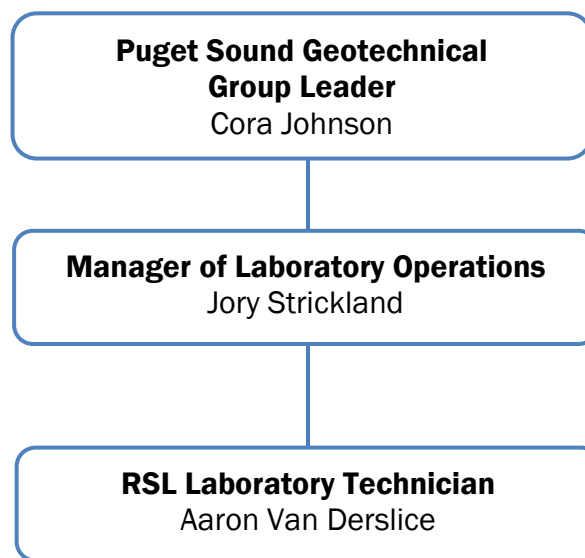 Puget Sound Geotechnical
Group Leader
Cora Johnson
Manager of Laboratory Operations
Jory Strickland
RSL Laboratory Technician
Aaron Van Derslice